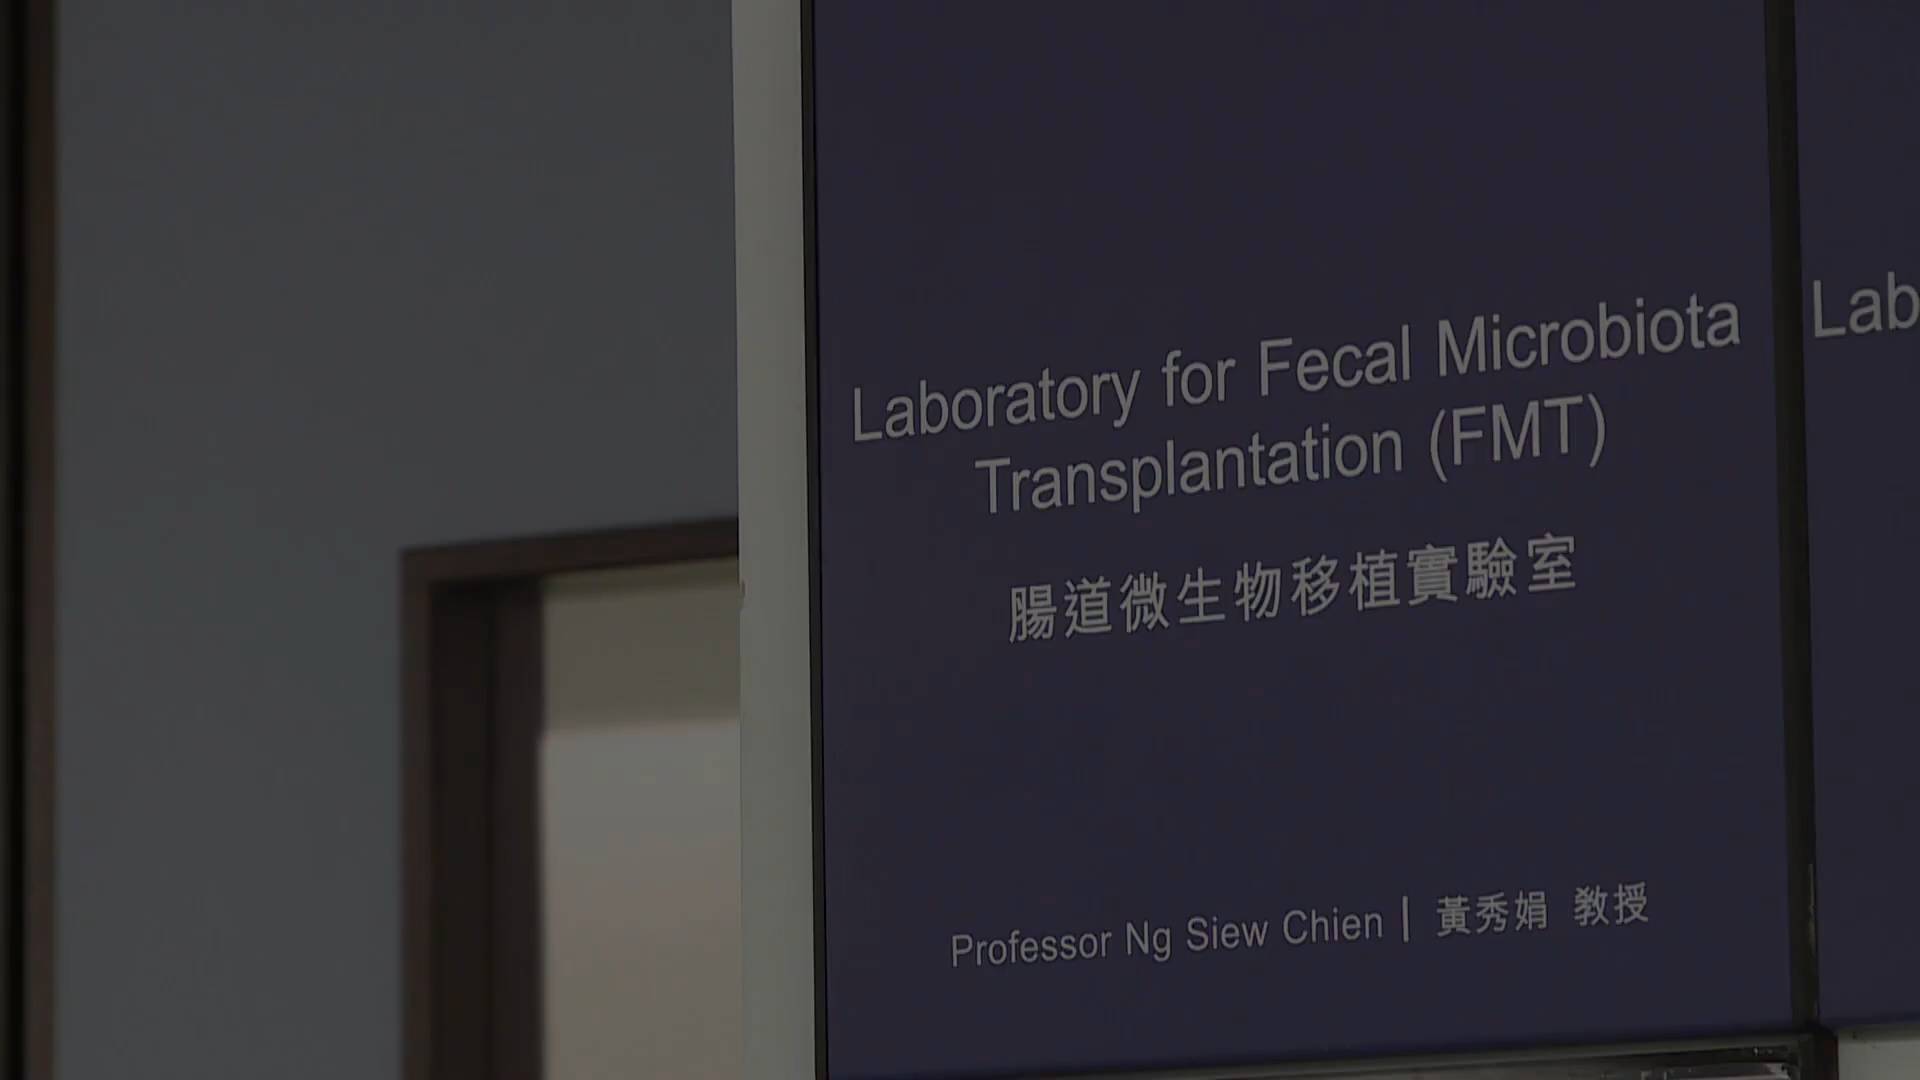 Laboratory for Fecal Microbiota
Transplantation (FMT)
腸道微生物移植實驗室
Professor Ng Siew Chien | 黃秀娟 教授
Lab